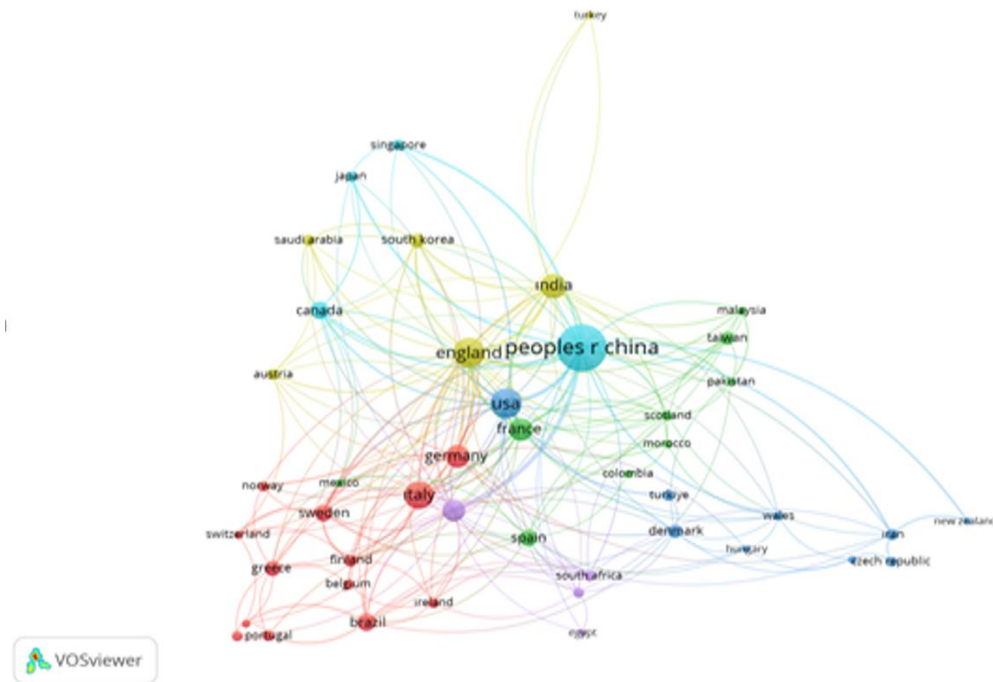 turkey
singapore
japan
saudi arabia
south korea
india
canada
malaysia
taiwan
england
peoples r china
austria
pakistan
usa
scotland
france
morocco
germany
colombia
norway
mexico
italy
turkiye
sweden
wales
new zealand
switzerland
spain
denmark
iran
hungary
finland
czech republic
greece
south africa
belgium
ireland
brazil
portugal
egypt
VOSviewer